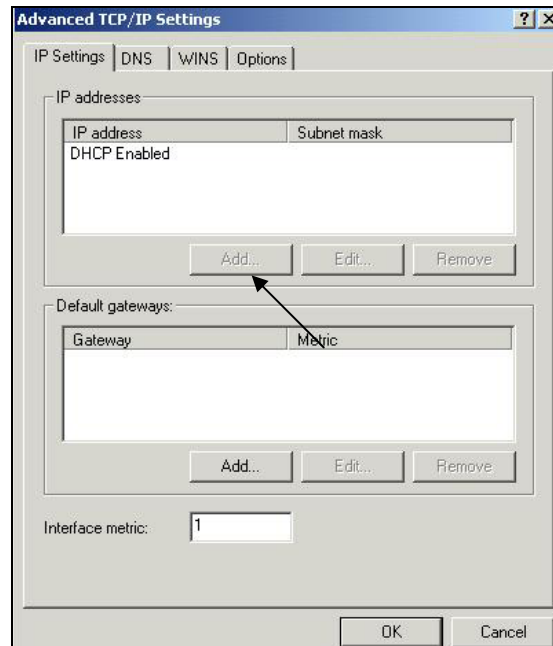 Advanced TCP/IP Settings
IP Settings DNS WINS Options
IP addresses
IP address Subnet mask
DHCP Enabled
Add... Edit... Remove
Default gateways:
Gateway Metric
Add... Edit... Remove
Interface metric: 1
OK Cancel